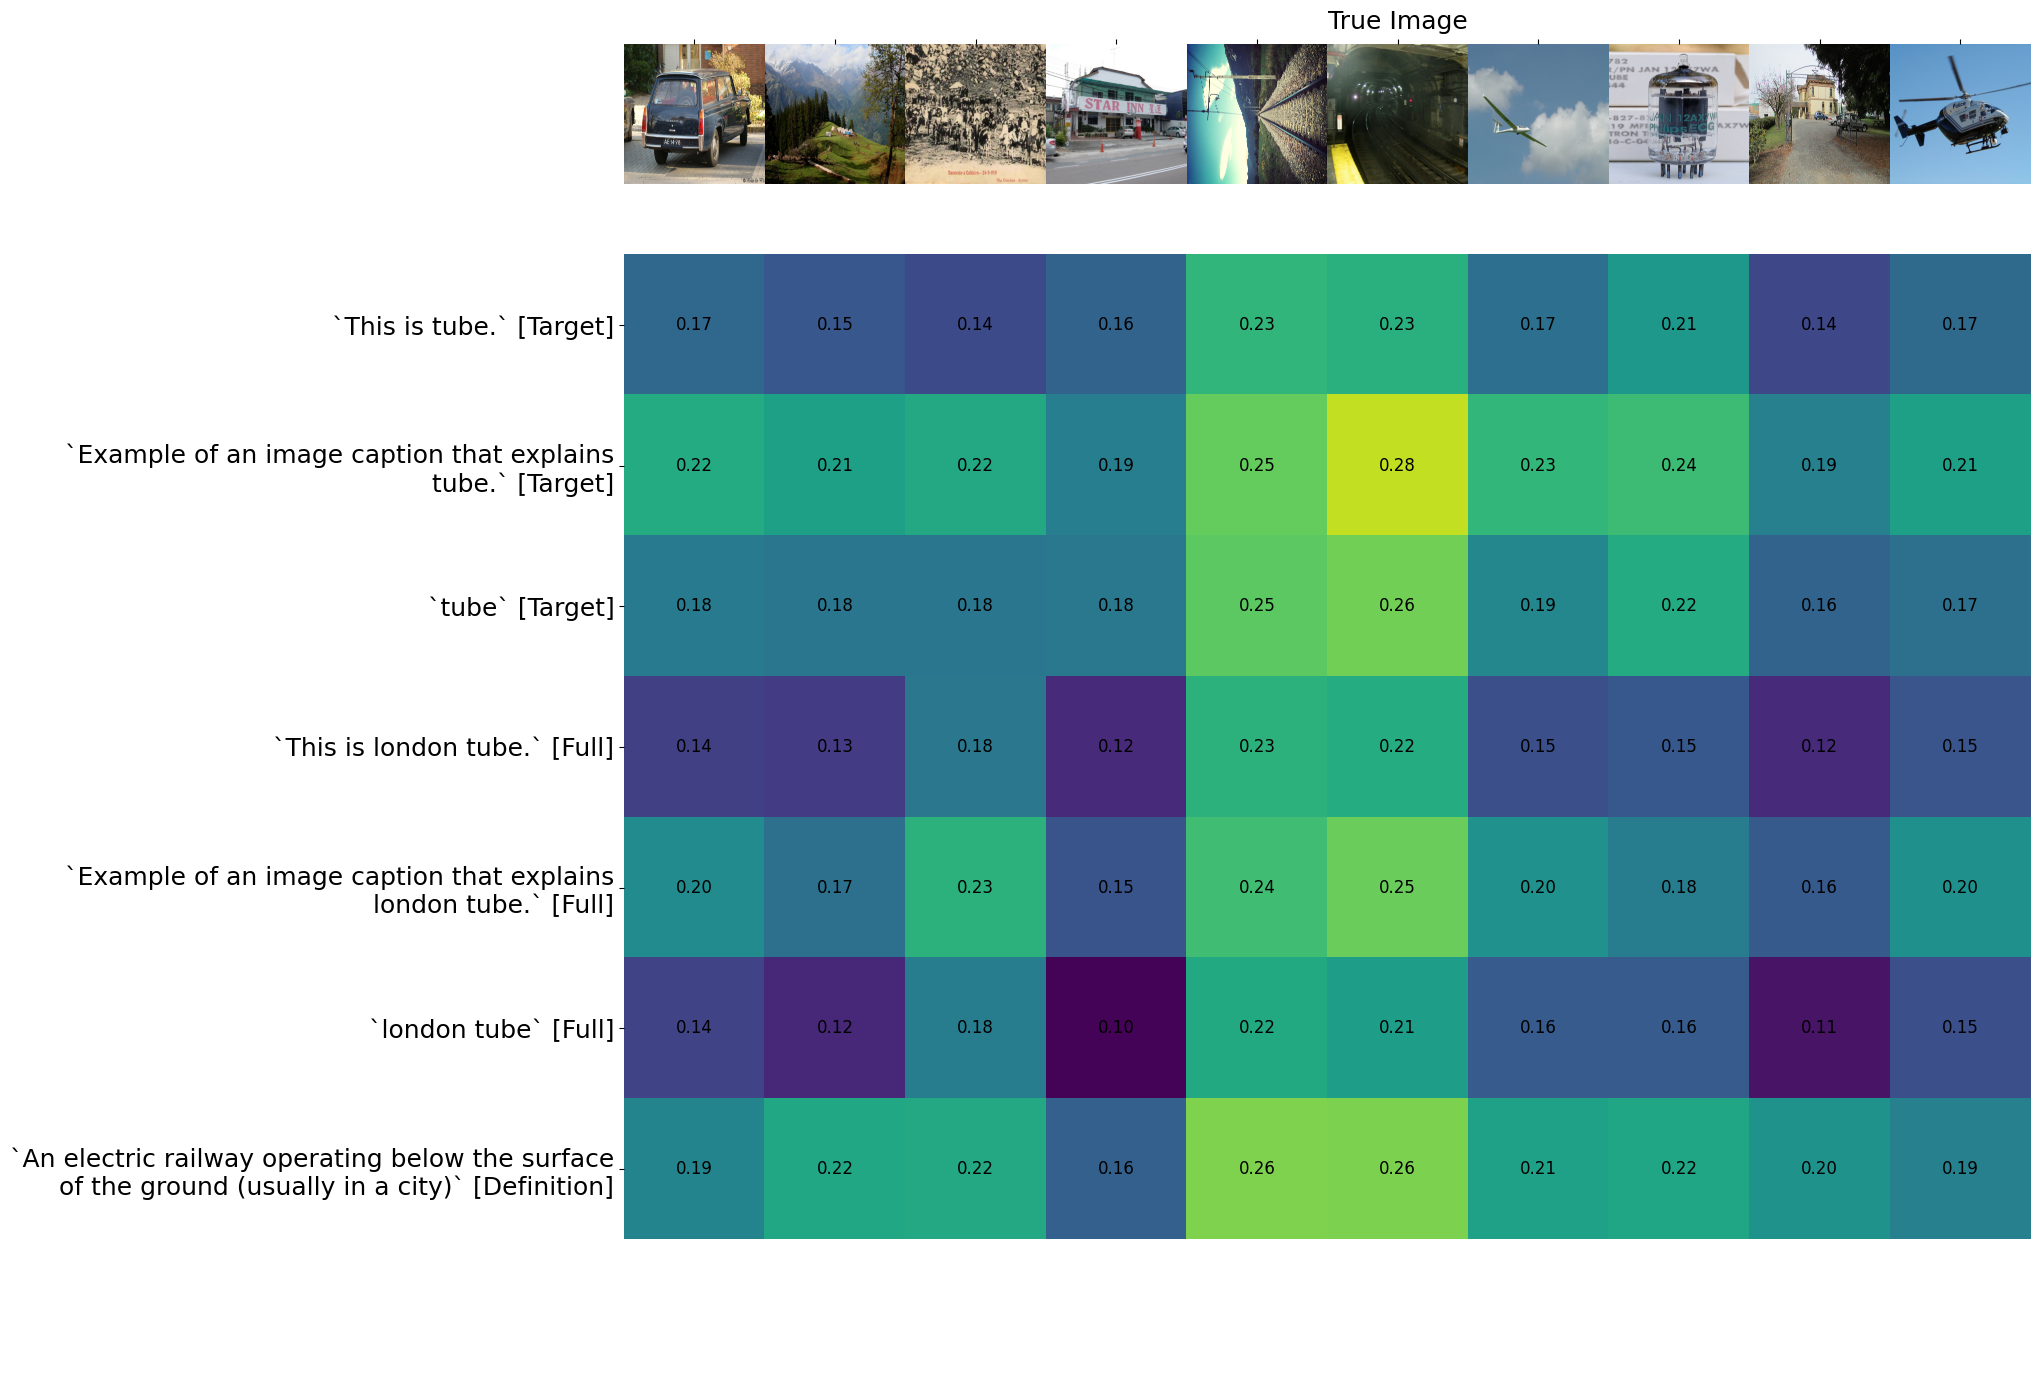 True Image
STAR INN
`This is tube.` [Target]
0.17 0.15 0.14 0.16 0.23 0.23 0.17 0.21 0.14 0.17
`Example of an image caption that explains
tube.` [Target]
0.22 0.21 0.22 0.19 0.25 0.28 0.23 0.24 0.19 0.21
`tube` [Target]
0.18 0.18 0.18 0.18 0.25 0.26 0.19 0.22 0.16 0.17
`This is london tube.` [Full]
0.14 0.13 0.18 0.12 0.23 0.22 0.15 0.15 0.12 0.15
`Example of an image caption that explains
london tube.` [Full]
0.20 0.17 0.23 0.15 0.24 0.25 0.20 0.18 0.16 0.20
`london tube` [Full]
0.14 0.12 0.18 0.10 0.22 0.21 0.16 0.16 0.11 0.15
`An electric railway operating below the surface
of the ground (usually in a city)` [Definition]
0.19 0.22 0.22 0.16 0.26 0.26 0.21 0.22 0.20 0.19